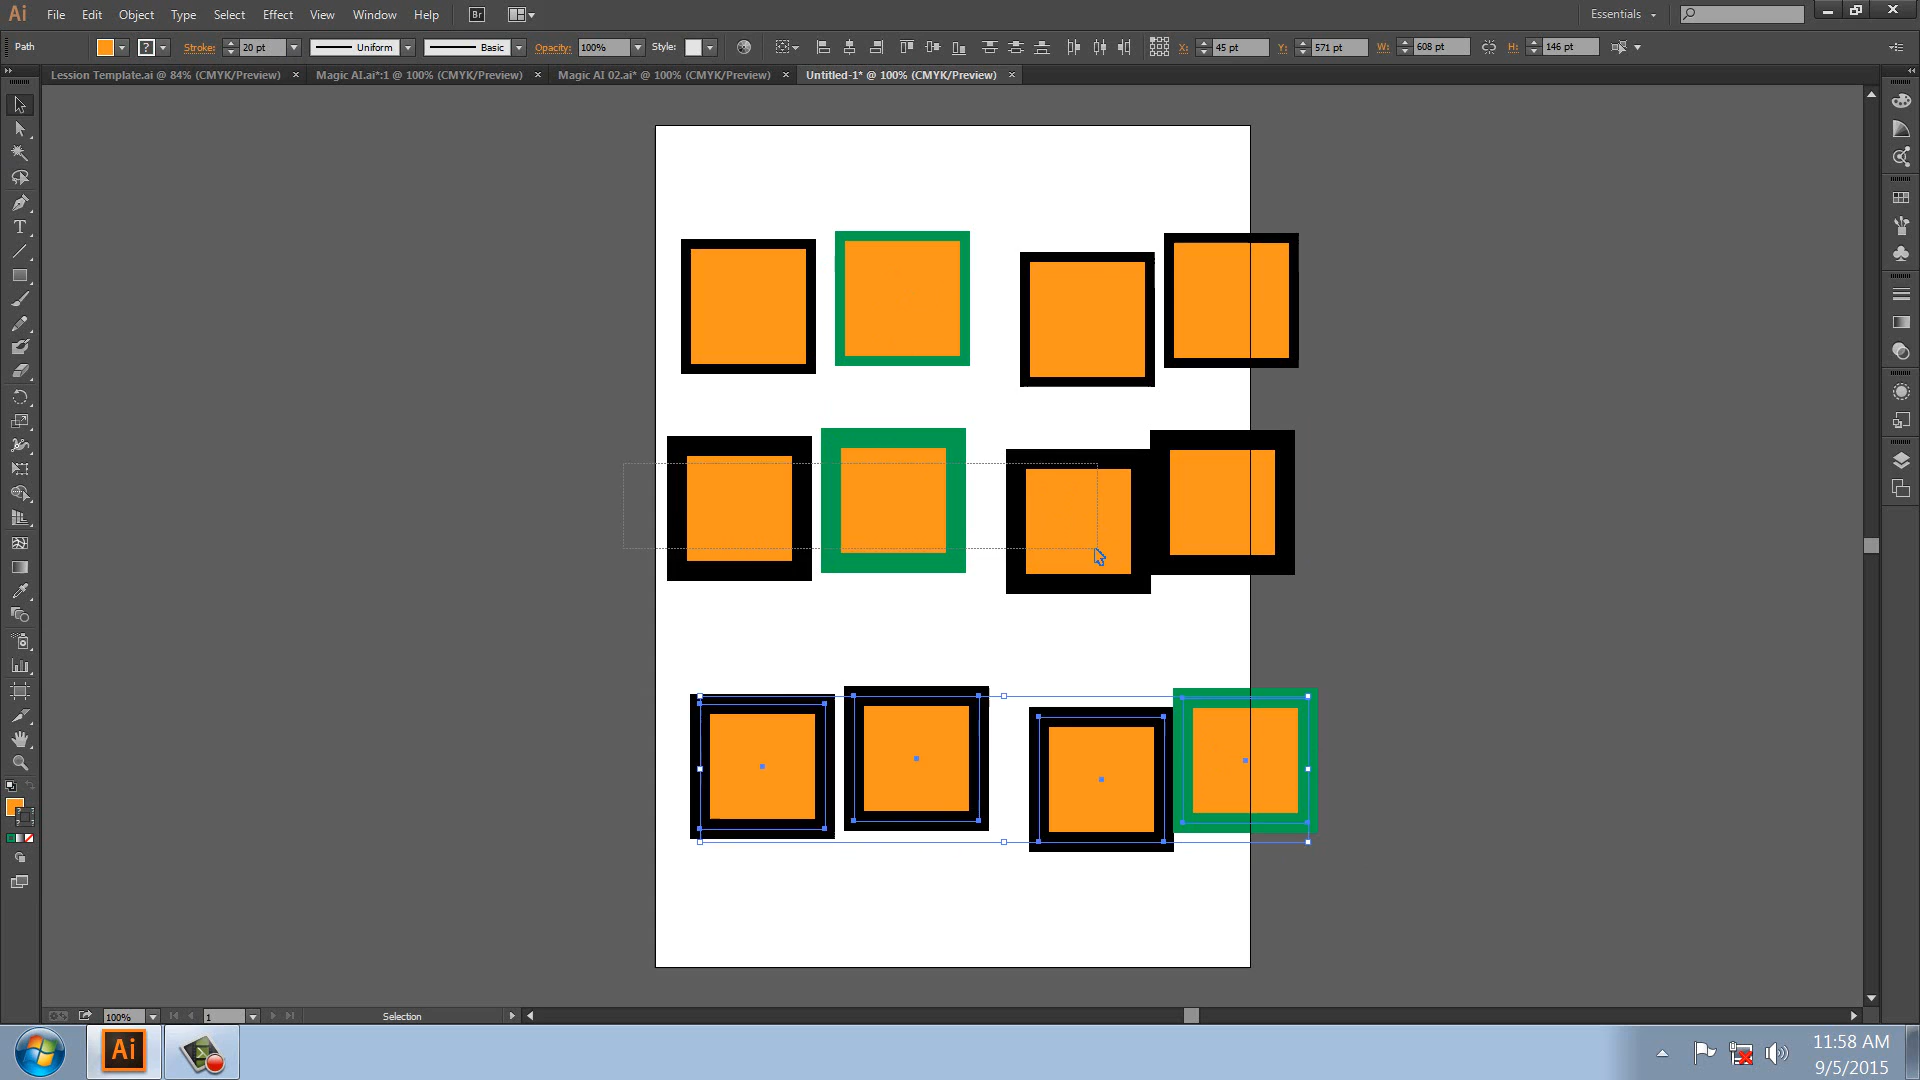 Ai File Edit Object Type Select Effect View Window Help Br Essentials
Path ? Stroke: 20 pt Uniform Basic Opacity: 100% Style: X: 45 pt Y: 571 pt W: 608 pt H: 146 pt
Lession Template.ai @ 84% (CMYK/Preview) × Magic AI.ai*:1 @ 100% (CMYK/Preview) × Magic AI 02.ai* @ 100% (CMYK/Preview) × Untitled-1* @ 100% (CMYK/Preview) ×
T
100% 1 Selection
Ai
11:58 AM
9/5/2015